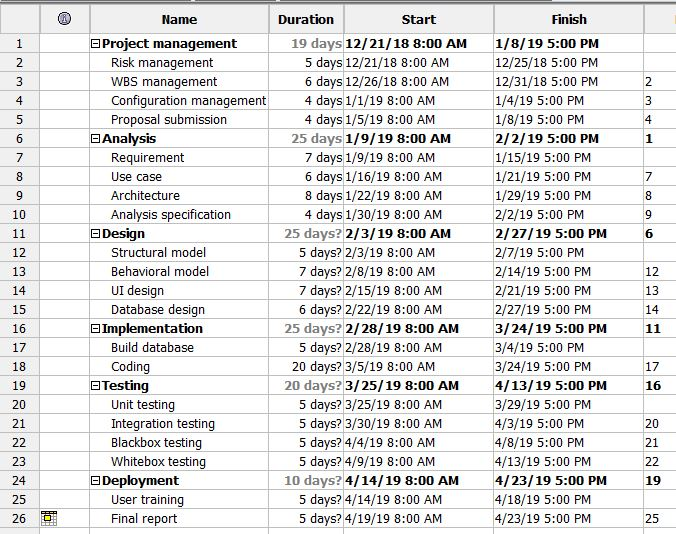 Name Duration Start Finish
1 Project management 19 days 12/21/18 8:00 AM 1/8/19 5:00 PM
2 Risk management 5 days 12/21/18 8:00 AM 12/25/18 5:00 PM
3 WBS management 6 days 12/26/18 8:00 AM 12/31/18 5:00 PM 2
4 Configuration management 4 days 1/1/19 8:00 AM 1/4/19 5:00 PM 3
5 Proposal submission 4 days 1/5/19 8:00 AM 1/8/19 5:00 PM 4
6 Analysis 25 days 1/9/19 8:00 AM 2/2/19 5:00 PM 1
7 Requirement 7 days 1/9/19 8:00 AM 1/15/19 5:00 PM
8 Use case 6 days 1/16/19 8:00 AM 1/21/19 5:00 PM 7
9 Architecture 8 days 1/22/19 8:00 AM 1/29/19 5:00 PM 8
10 Analysis specification 4 days 1/30/19 8:00 AM 2/2/19 5:00 PM 9
11 Design 25 days? 2/3/19 8:00 AM 2/27/19 5:00 PM 6
12 Structural model 5 days? 2/3/19 8:00 AM 2/7/19 5:00 PM
13 Behavioral model 7 days? 2/8/19 8:00 AM 2/14/19 5:00 PM 12
14 UI design 7 days? 2/15/19 8:00 AM 2/21/19 5:00 PM 13
15 Database design 6 days? 2/22/19 8:00 AM 2/27/19 5:00 PM 14
16 Implementation 25 days? 2/28/19 8:00 AM 3/24/19 5:00 PM 11
17 Build database 5 days? 2/28/19 8:00 AM 3/4/19 5:00 PM
18 Coding 20 days? 3/5/19 8:00 AM 3/24/19 5:00 PM 17
19 Testing 20 days? 3/25/19 8:00 AM 4/13/19 5:00 PM 16
20 Unit testing 5 days? 3/25/19 8:00 AM 3/29/19 5:00 PM
21 Integration testing 5 days? 3/30/19 8:00 AM 4/3/19 5:00 PM 20
22 Blackbox testing 5 days? 4/4/19 8:00 AM 4/8/19 5:00 PM 21
23 Whitebox testing 5 days? 4/9/19 8:00 AM 4/13/19 5:00 PM 22
24 Deployment 10 days? 4/14/19 8:00 AM 4/23/19 5:00 PM 19
25 User training 5 days? 4/14/19 8:00 AM 4/18/19 5:00 PM
26 Final report 5 days? 4/19/19 8:00 AM 4/23/19 5:00 PM 25